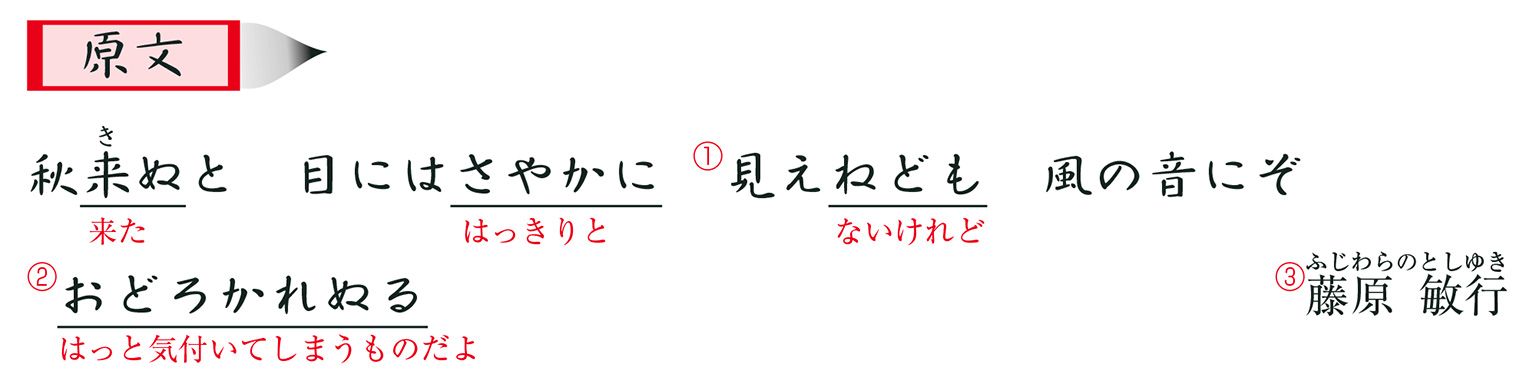 原文
き
秋来ぬと 目にはさやかに ①見えねども 風の音にぞ
来た はっきりと ないけれど
ふじわらのとしゆき
②おどろかれぬる ③藤原 敏行
はっと気付いてしまうものだよ